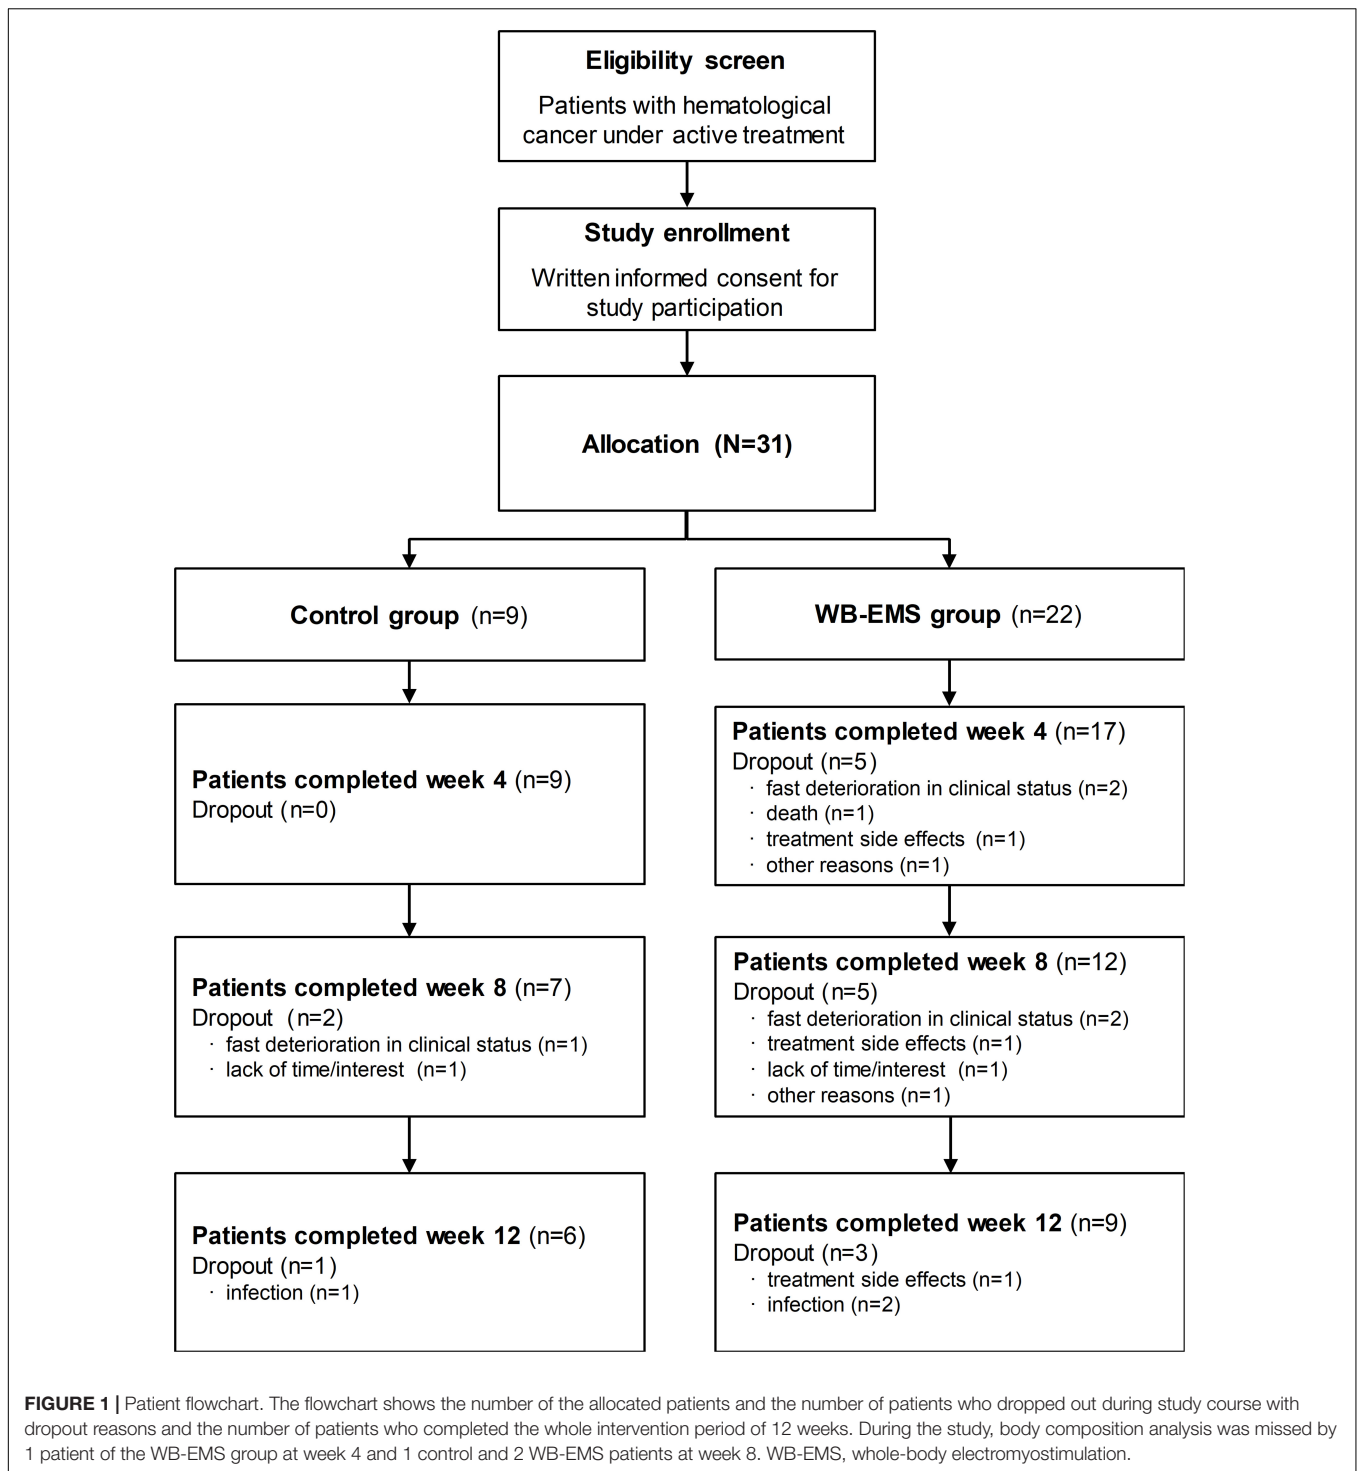 Eligibility screen
Patients with hematological
cancer under active treatment
Study enrollment
Written informed consent for
study participation
Allocation (N=31)
Control group (n=9)
WB-EMS group (n=22)
Patients completed week 4 (n=9)
Dropout (n=0)
Patients completed week 4 (n=17)
Dropout (n=5)
· fast deterioration in clinical status (n=2)
· death (n=1)
· treatment side effects (n=1)
· other reasons (n=1)
Patients completed week 8 (n=7)
Dropout (n=2)
· fast deterioration in clinical status (n=1)
· lack of time/interest (n=1)
Patients completed week 8 (n=12)
Dropout (n=5)
· fast deterioration in clinical status (n=2)
· treatment side effects (n=1)
· lack of time/interest (n=1)
· other reasons (n=1)
Patients completed week 12 (n=6)
Dropout (n=1)
· infection (n=1)
Patients completed week 12 (n=9)
Dropout (n=3)
· treatment side effects (n=1)
· infection (n=2)
FIGURE 1 | Patient flowchart. The flowchart shows the number of the allocated patients and the number of patients who dropped out during study course with
dropout reasons and the number of patients who completed the whole intervention period of 12 weeks. During the study, body composition analysis was missed by
1 patient of the WB-EMS group at week 4 and 1 control and 2 WB-EMS patients at week 8. WB-EMS, whole-body electromyostimulation.